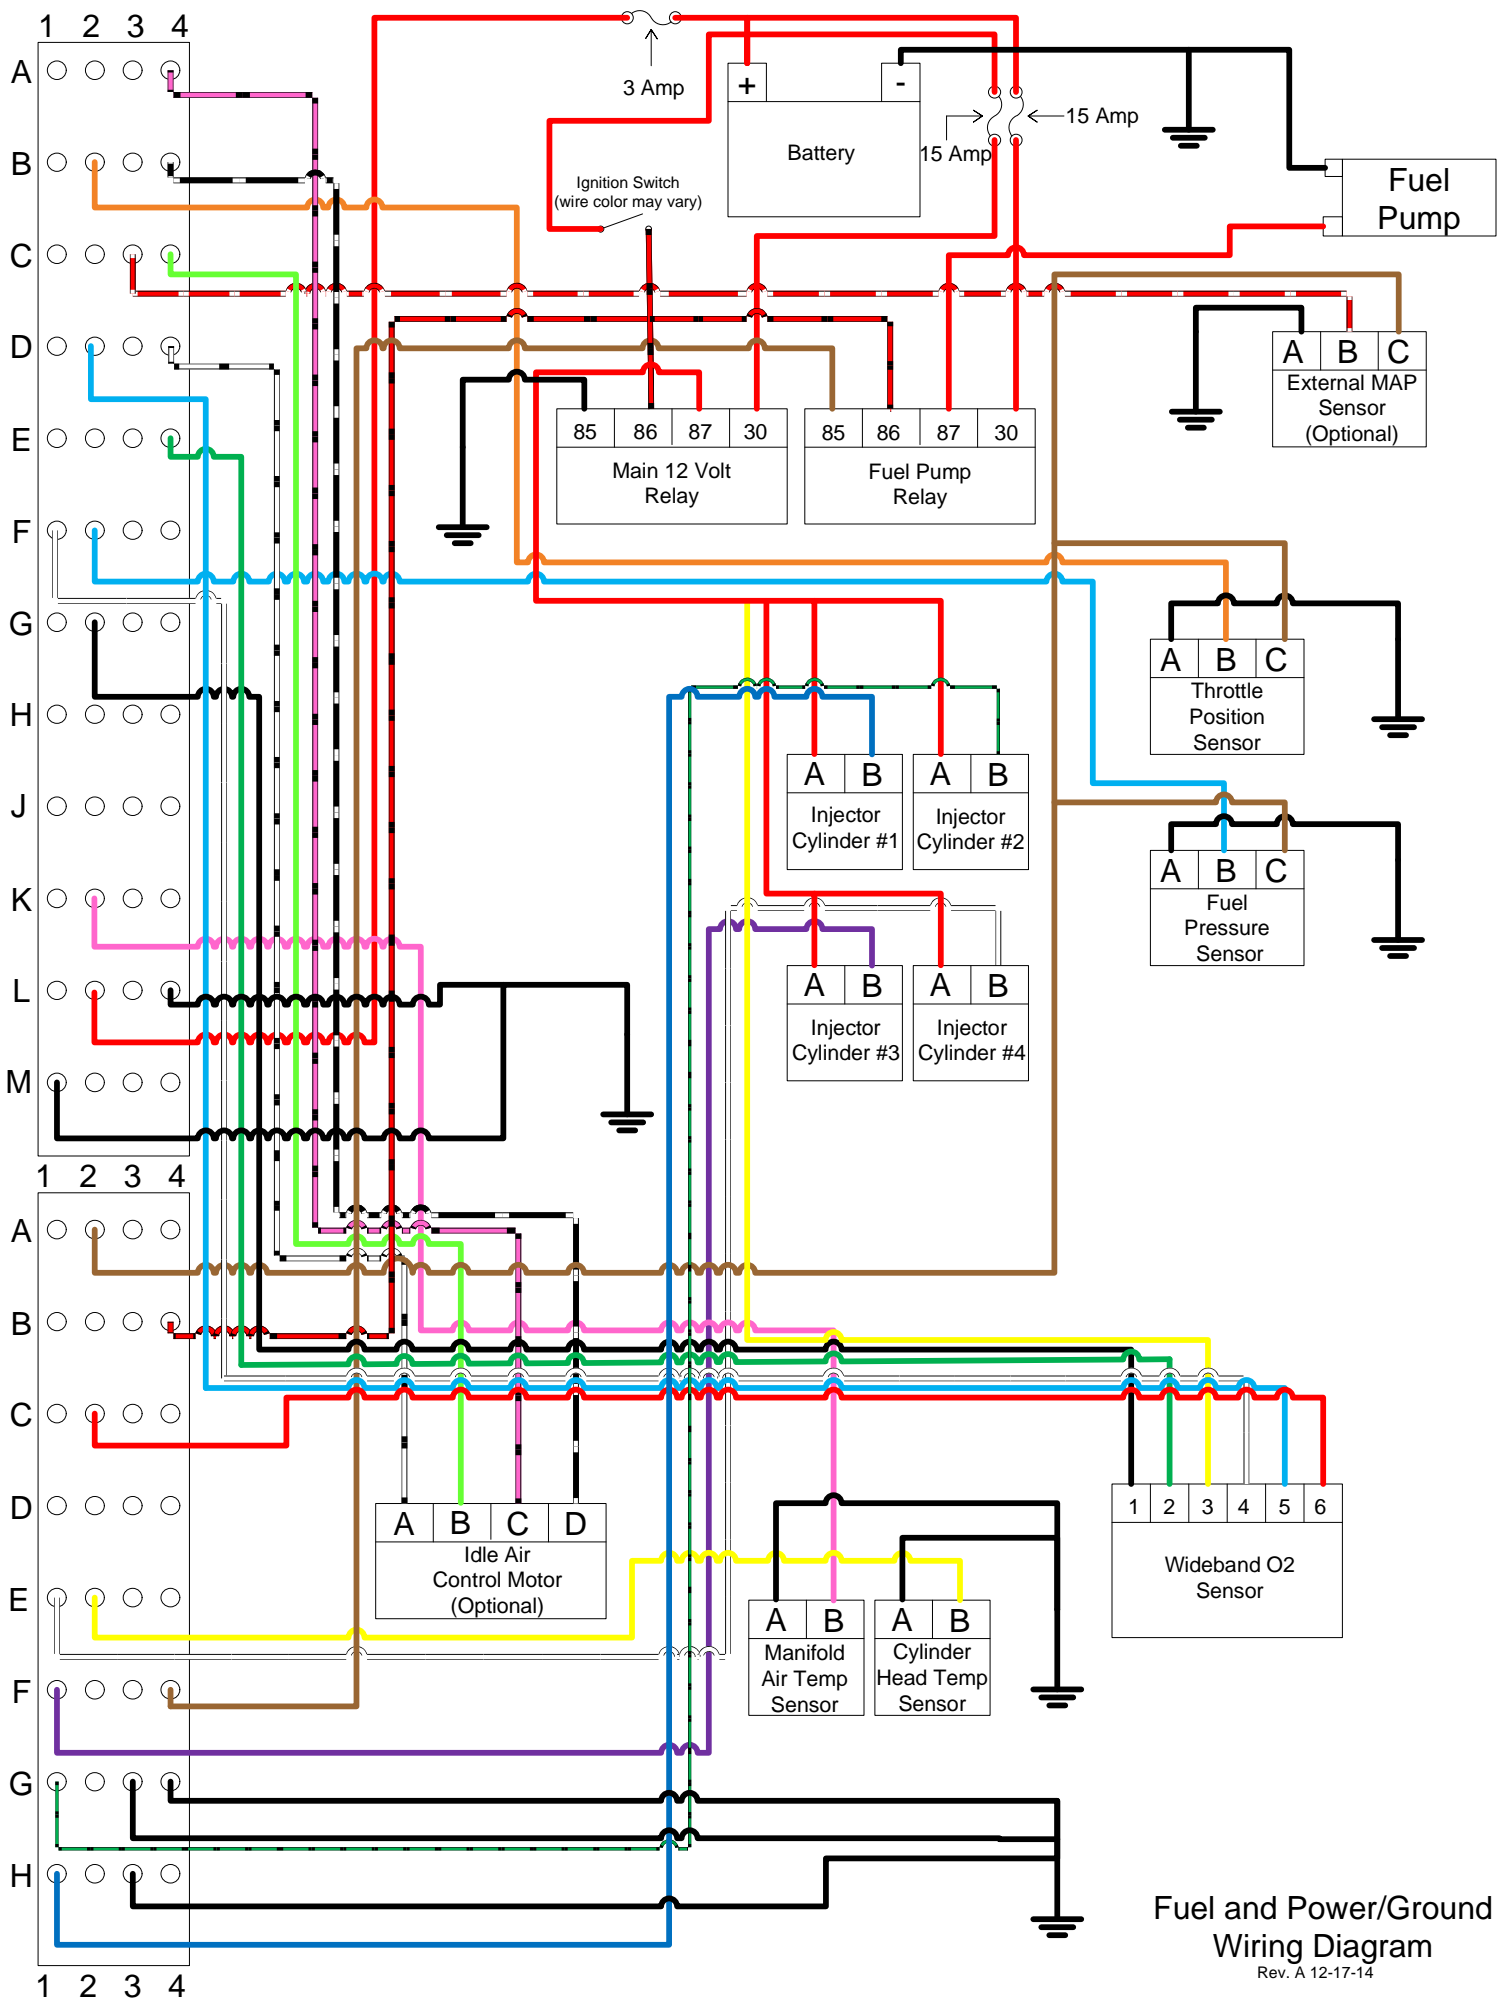 1 2 3 4
A
B
C
D
E
F
G
H
J
K
L
M
1 2 3 4
A
B
C
D
E
F
G
H
1 2 3 4
3 Amp
+
-
Battery
15 Amp
15 Amp
Ignition Switch
(wire color may vary)
Fuel
Pump
85 86 87 30
Main 12 Volt
Relay
85 86 87 30
Fuel Pump
Relay
A B C
External MAP
Sensor
(Optional)
A B C
Throttle
Position
Sensor
A B
Injector
Cylinder #1
A B
Injector
Cylinder #2
A B C
Fuel
Pressure
Sensor
A B
Injector
Cylinder #3
A B
Injector
Cylinder #4
A B C D
Idle Air
Control Motor
(Optional)
1 2 3 4 5 6
Wideband O2
Sensor
A B
Manifold
Air Temp
Sensor
A B
Cylinder
Head Temp
Sensor
Fuel and Power/Ground
Wiring Diagram
Rev. A 12-17-14